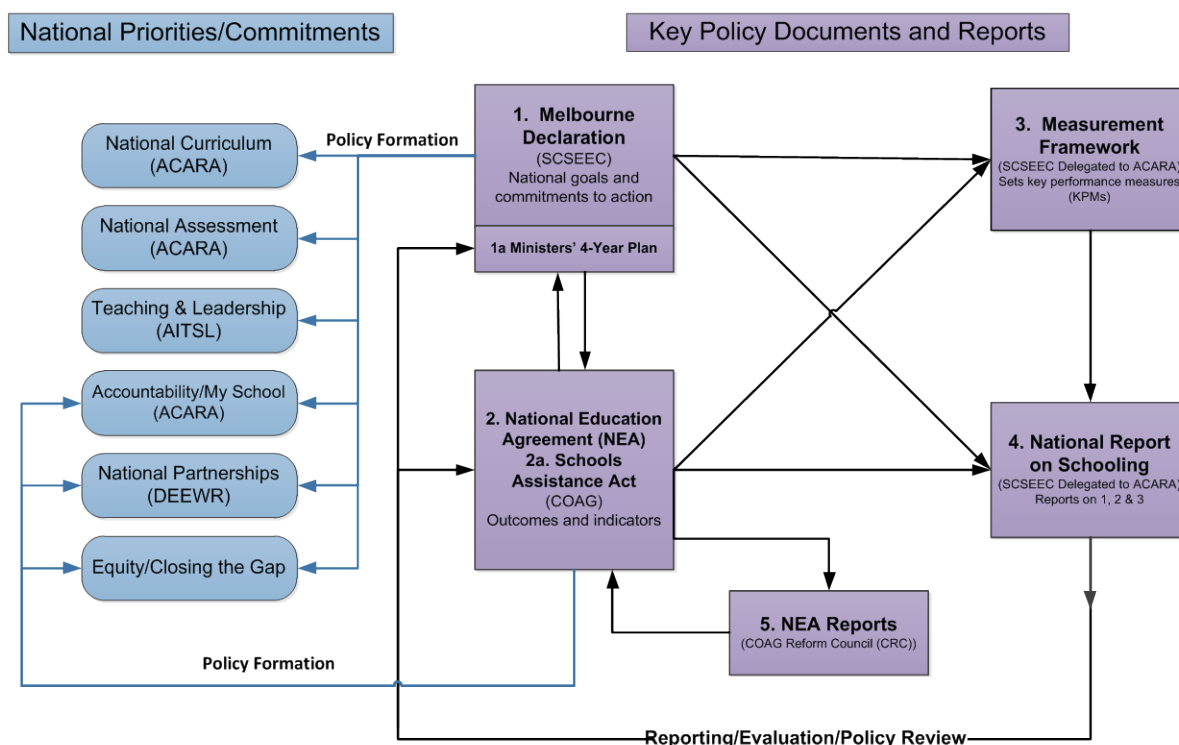 National Priorities/Commitments
Key Policy Documents and Reports
Policy Formation
National Curriculum
(ACARA)
National Assessment
(ACARA)
Teaching & Leadership
(AITSL)
Accountability/My School
(ACARA)
National Partnerships
(DEEWR)
Equity/Closing the Gap
1. Melbourne
Declaration
(SCSEEC)
National goals and
commitments to action
1a Ministers' 4-Year Plan
2. National Education
Agreement (NEA)
2a. Schools
Assistance Act
(COAG)
Outcomes and indicators
3. Measurement
Framework
(SCSEEC Delegated to ACARA)
Sets key performance measures
(KPMs)
4. National Report
on Schooling
(SCSEEC Delegated to ACARA)
Reports on 1, 2 & 3
5. NEA Reports
(COAG Reform Council (CRC))
Policy Formation
Reporting/Evaluation/Policy Review